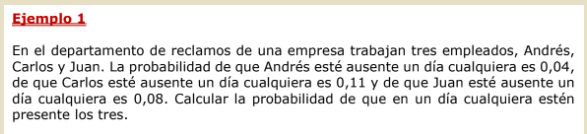 Ejemplo 1
En el departamento de reclamos de una empresa trabajan tres empleados, Andrés,
Carlos y Juan. La probabilidad de que Andrés esté ausente un día cualquiera es 0,04,
de que Carlos esté ausente un día cualquiera es 0,11 y de que Juan esté ausente un
día cualquiera es 0,08. Calcular la probabilidad de que en un día cualquiera estén
presente los tres.